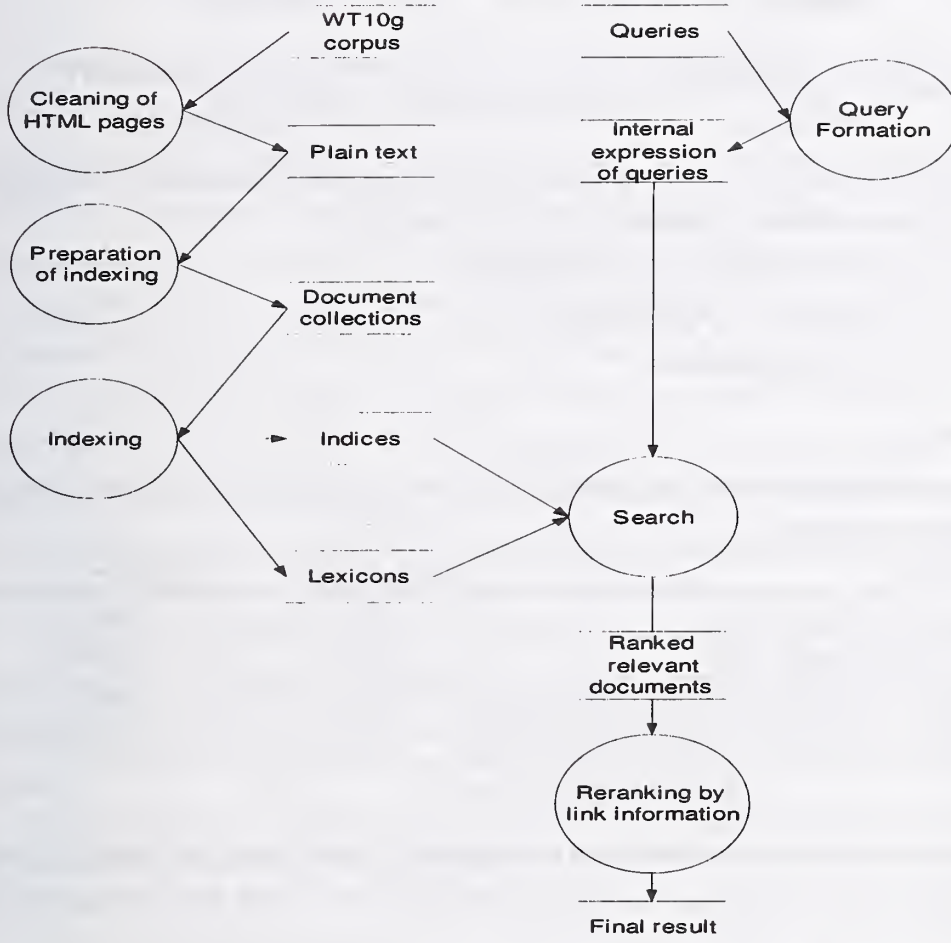 WT10g
corpus
Queries
Cleaning of
HTML pages
Query
Formation
Plain text
Internal
expression
of queries
Preparation
of indexing
Document
collections
Indexing
Indices
Search
Lexicons
Ranked
relevant
documents
Reranking by
link information
Final result